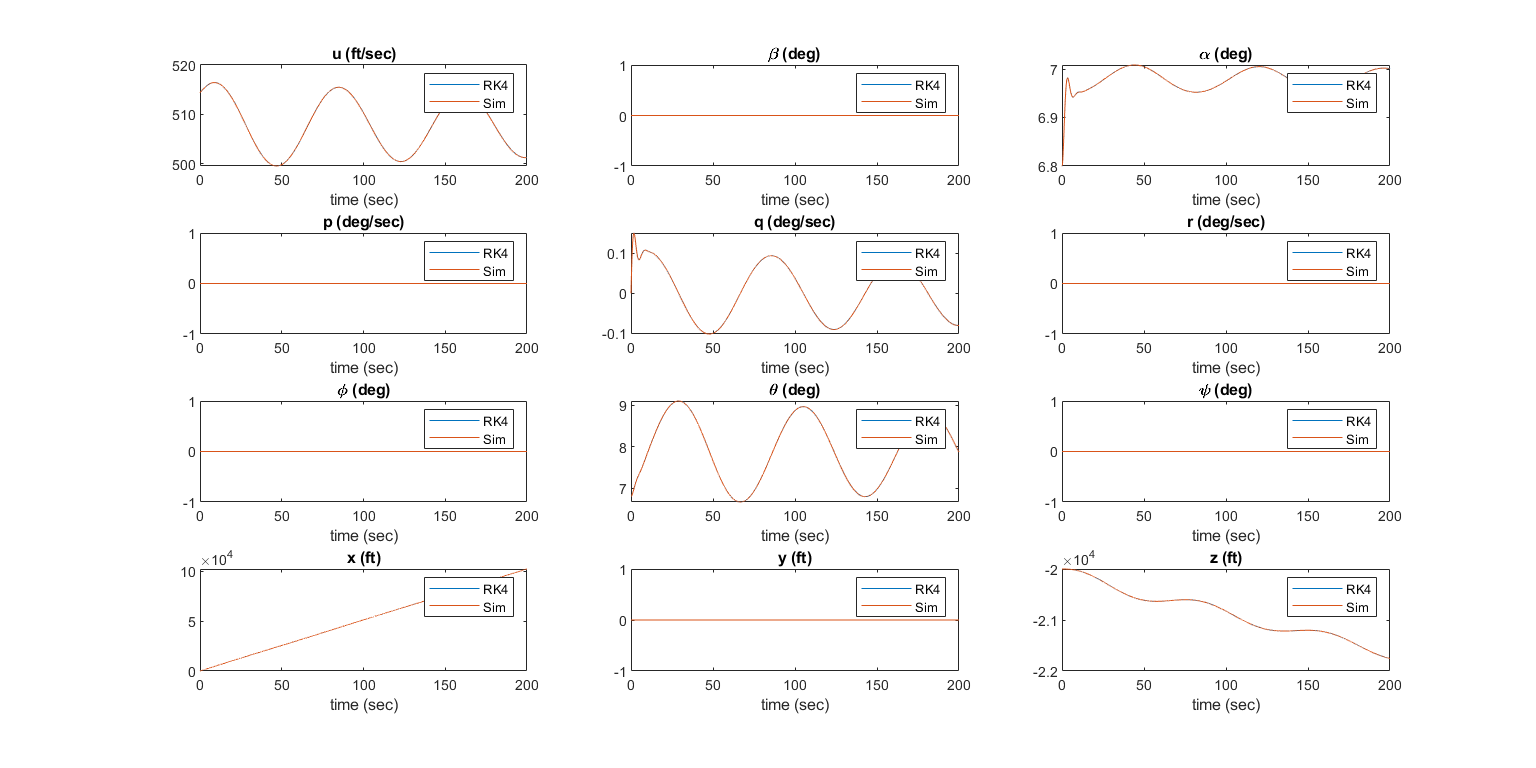 u (ft/sec)
520
510
500
RK4
Sim
0 50 100 150 200
time (sec)
β (deg)
1
0
-1
RK4
Sim
0 50 100 150 200
time (sec)
α (deg)
7
6.9
6.8
RK4
Sim
0 50 100 150 200
time (sec)
p (deg/sec)
1
0
-1
RK4
Sim
0 50 100 150 200
time (sec)
q (deg/sec)
0.1
0
-0.1
RK4
Sim
0 50 100 150 200
time (sec)
r (deg/sec)
1
0
-1
RK4
Sim
0 50 100 150 200
time (sec)
ϕ (deg)
1
0
-1
RK4
Sim
0 50 100 150 200
time (sec)
θ (deg)
9
8
7
RK4
Sim
0 50 100 150 200
time (sec)
ψ (deg)
1
0
-1
RK4
Sim
0 50 100 150 200
time (sec)
x (ft)
×10⁴
10
5
0
RK4
Sim
0 50 100 150 200
time (sec)
y (ft)
1
0
-1
RK4
Sim
0 50 100 150 200
time (sec)
z (ft)
×10⁴
-2
-2.1
-2.2
RK4
Sim
0 50 100 150 200
time (sec)